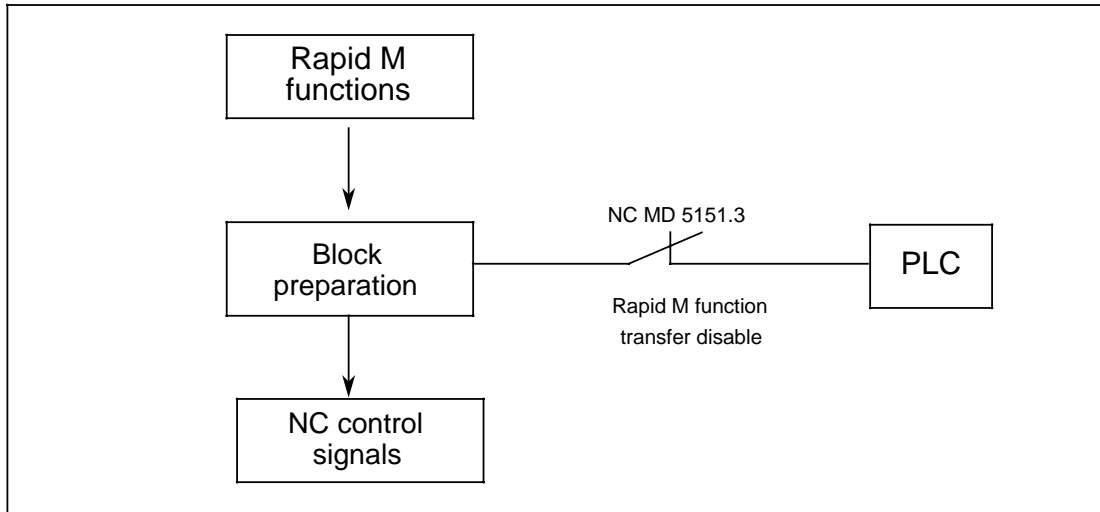 Rapid M
functions
Block
preparation
NC MD 5151.3
PLC
Rapid M function
transfer disable
NC control
signals